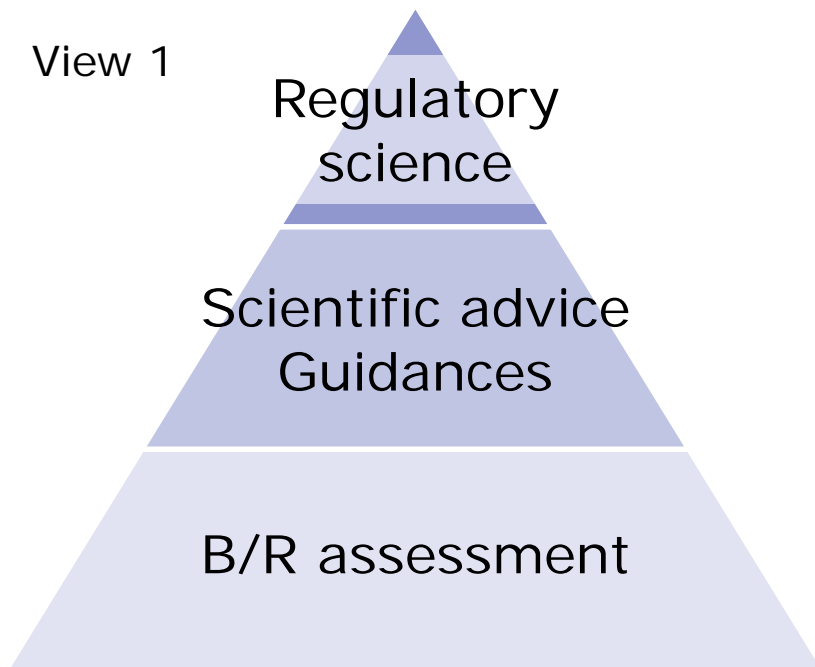 View 1
Regulatory
science
Scientific advice
Guidances
B/R assessment